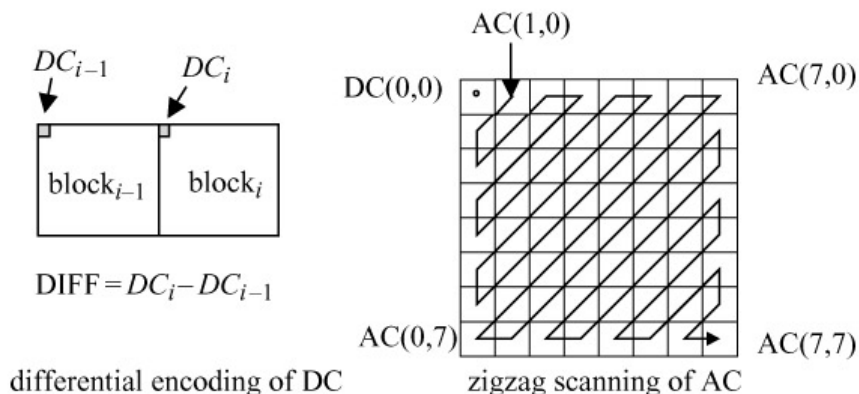 DC_{i−1}
DC_i
block_{i−1}
block_i
DIFF = DC_i − DC_{i−1}
differential encoding of DC
AC(1,0)
DC(0,0)
AC(7,0)
AC(0,7)
AC(7,7)
zigzag scanning of AC